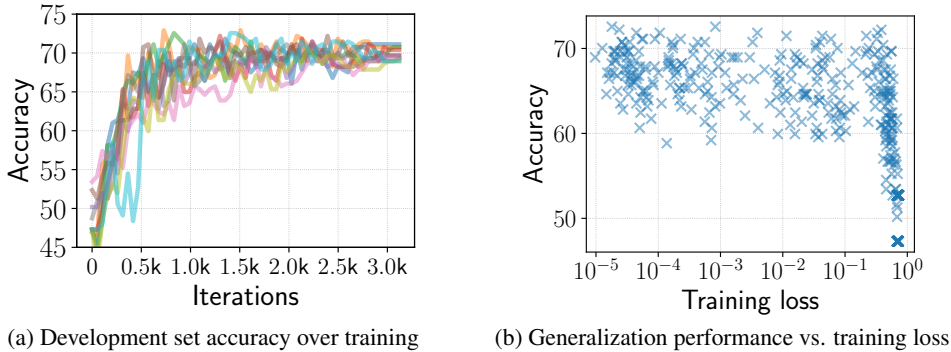 75
70
65
60
55
50
45
Accuracy
0 0.5k 1.0k 1.5k 2.0k 2.5k 3.0k
Iterations
(a) Development set accuracy over training
70
60
50
Accuracy
10⁻⁵ 10⁻⁴ 10⁻³ 10⁻² 10⁻¹ 10⁰
Training loss
(b) Generalization performance vs. training loss